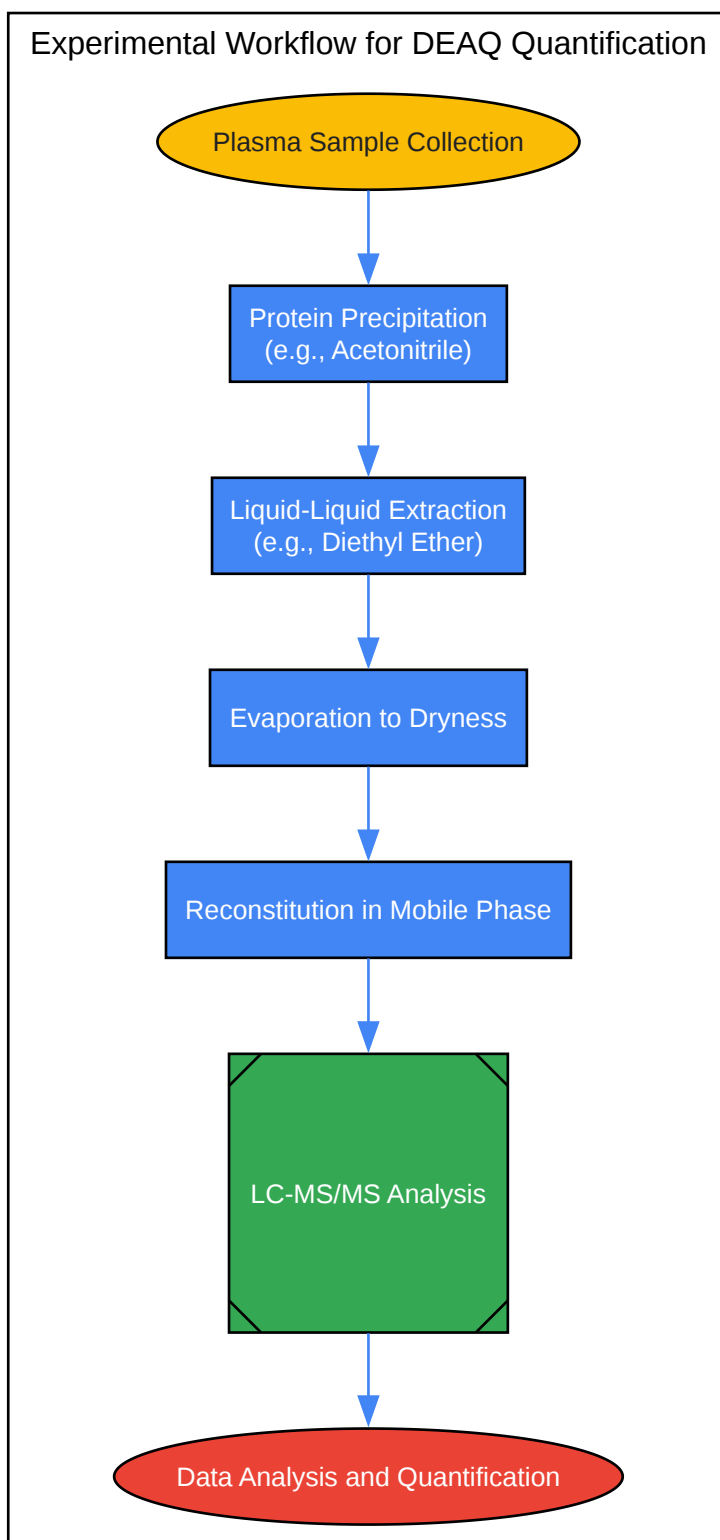 Experimental Workflow for DEAQ Quantification
Plasma Sample Collection
Protein Precipitation
(e.g., Acetonitrile)
Liquid-Liquid Extraction
(e.g., Diethyl Ether)
Evaporation to Dryness
Reconstitution in Mobile Phase
LC-MS/MS Analysis
Data Analysis and Quantification